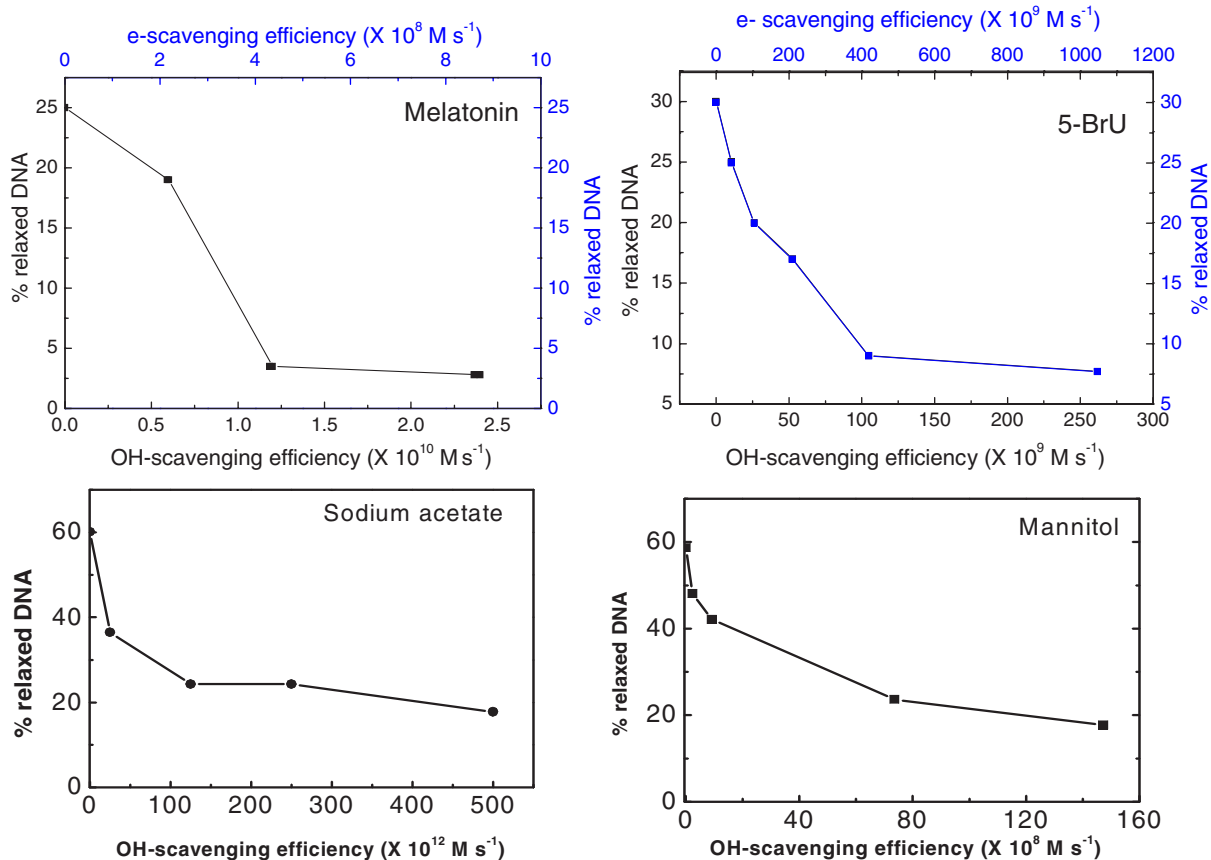 e-scavenging efficiency (X 10⁸ M s⁻¹)
0 2 4 6 8 10
Melatonin
% relaxed DNA
25
20
15
10
5
0
25
20
15
10
5
0
% relaxed DNA
0.0 0.5 1.0 1.5 2.0 2.5
OH-scavenging efficiency (X 10¹⁰ M s⁻¹)
e- scavenging efficiency (X 10⁹ M s⁻¹)
0 200 400 600 800 1000 1200
5-BrU
% relaxed DNA
30
25
20
15
10
5
30
25
20
15
10
5
% relaxed DNA
0 50 100 150 200 250 300
OH-scavenging efficiency (X 10⁹ M s⁻¹)
Sodium acetate
% relaxed DNA
60
40
20
0
0 100 200 300 400 500
OH-scavenging efficiency (X 10¹² M s⁻¹)
Mannitol
% relaxed DNA
60
40
20
0
0 40 80 120 160
OH-scavenging efficiency (X 10⁸ M s⁻¹)